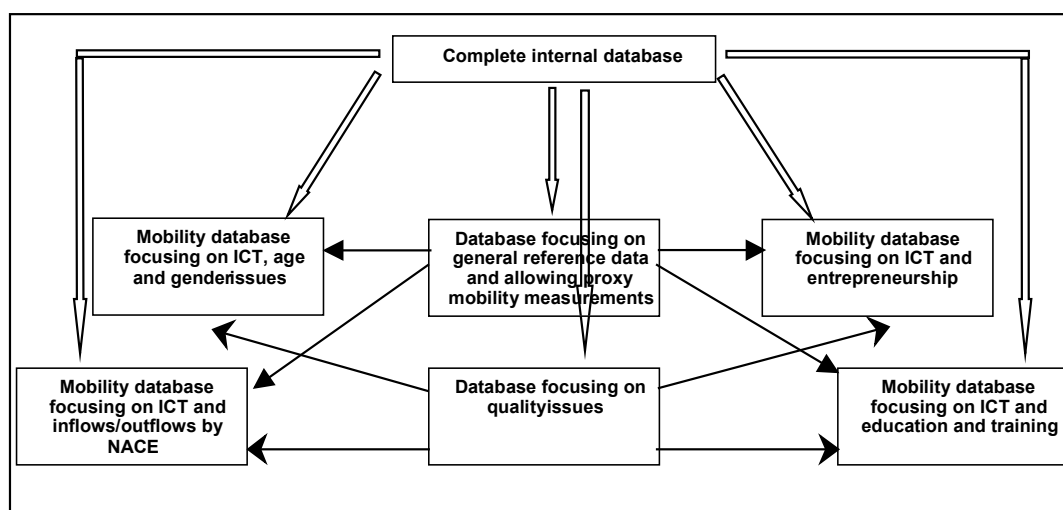 Complete internal database
Mobility database
focusing on ICT, age
and genderissues
Database focusing on
general reference data
and allowing proxy
mobility measurements
Mobility database
focusing on ICT and
entrepreneurship
Mobility database
focusing on ICT and
inflows/outflows by
NACE
Database focusing on
qualityissues
Mobility database
focusing on ICT and
education and training